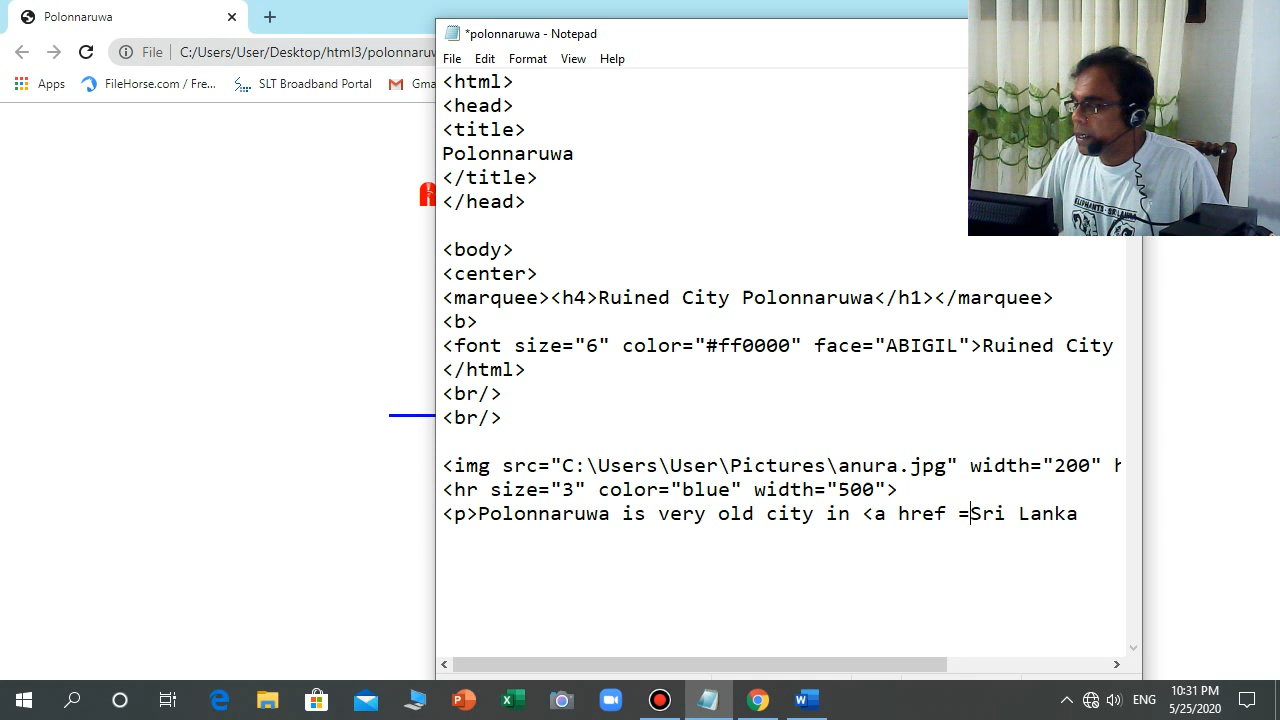 Polonnaruwa
*polonnaruwa - Notepad
File C:/Users/User/Desktop/html3/polonnaruw
File Edit Format View Help
Apps FileHorse.com / Fre... SLT Broadband Portal Gma
<html>
<head>
<title>
Polonnaruwa
</title>
</head>
<body>
<center>
<marquee><h4>Ruined City Polonnaruwa</h1></marquee>
<b>
<font size="6" color="#ff0000" face="ABIGIL">Ruined City
</html>
<br/>
<br/>
<img src="C:\Users\User\Pictures\anura.jpg" width="200" h
<hr size="3" color="blue" width="500">
<p>Polonnaruwa is very old city in <a href =Sri Lanka
ENG
10:31 PM
5/25/2020